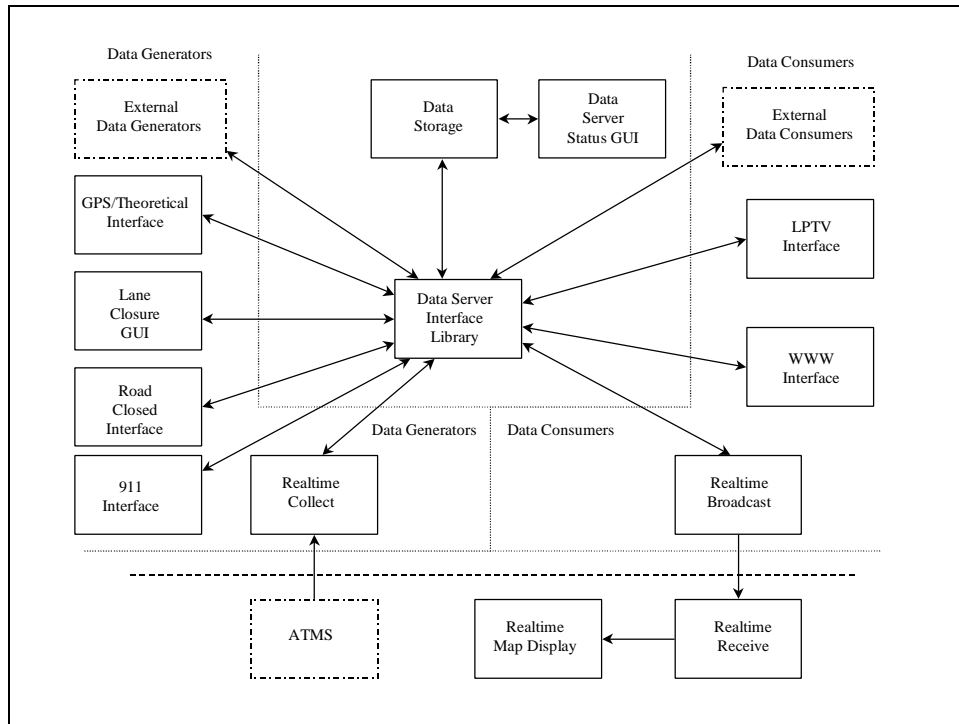 Data Generators
Data Consumers
External
Data Generators
Data
Storage
Data
Server
Status GUI
External
Data Consumers
GPS/Theoretical
Interface
LPTV
Interface
Lane
Closure
GUI
Data Server
Interface
Library
WWW
Interface
Road
Closed
Interface
Data Generators
Data Consumers
911
Interface
Realtime
Collect
Realtime
Broadcast
ATMS
Realtime
Map Display
Realtime
Receive